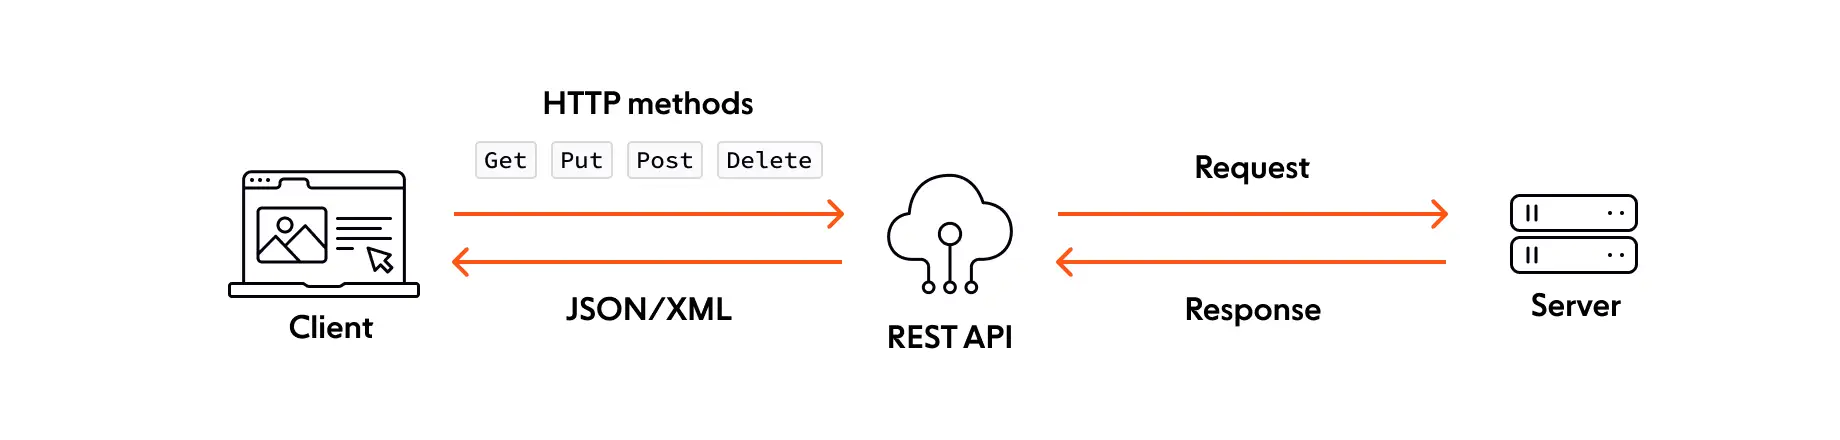 HTTP methods
Get Put Post Delete
Request
JSON/XML
Response
Server
Client
REST API